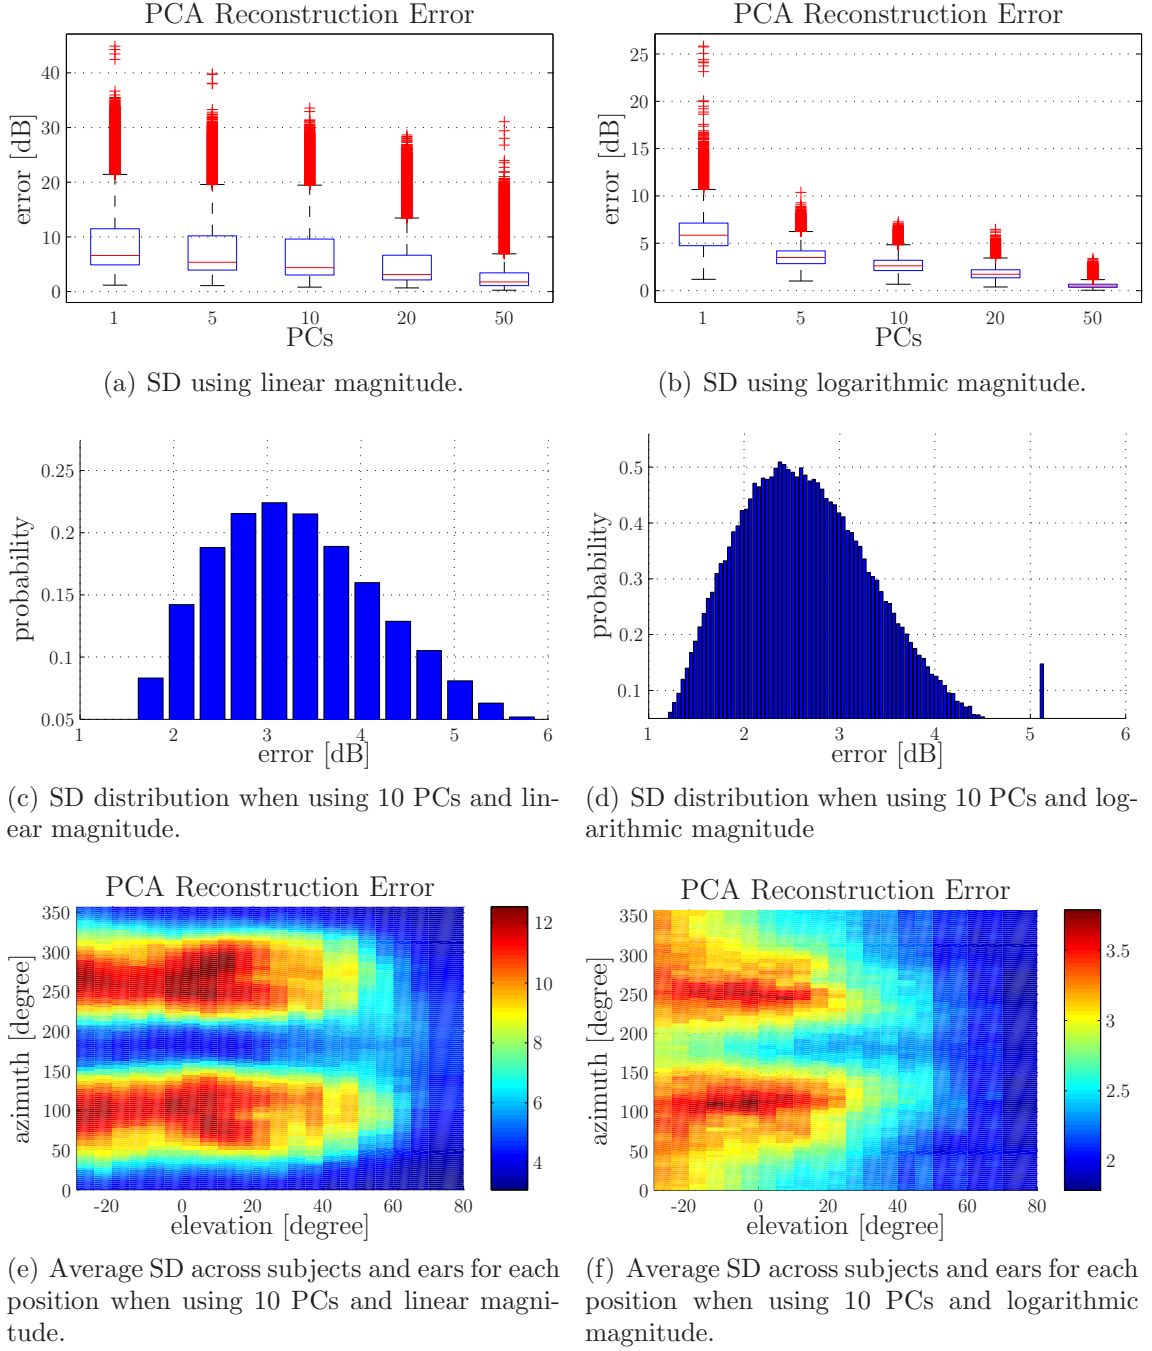 PCA Reconstruction Error
error [dB]
40
30
20
10
0
1 5 10 20 50
PCs
(a) SD using linear magnitude.
PCA Reconstruction Error
error [dB]
25
20
15
10
5
0
1 5 10 20 50
PCs
(b) SD using logarithmic magnitude.
probability
0.25
0.2
0.15
0.1
0.05
1 2 3 4 5 6
error [dB]
(c) SD distribution when using 10 PCs and lin-
ear magnitude.
probability
0.5
0.4
0.3
0.2
0.1
1 2 3 4 5 6
error [dB]
(d) SD distribution when using 10 PCs and log-
arithmic magnitude
PCA Reconstruction Error
azimuth [degree]
350
300
250
200
150
100
50
0
-20 0 20 40 60 80
elevation [degree]
12
10
8
6
4
(e) Average SD across subjects and ears for each
position when using 10 PCs and linear magni-
tude.
PCA Reconstruction Error
azimuth [degree]
350
300
250
200
150
100
50
0
-20 0 20 40 60 80
elevation [degree]
3.5
3
2.5
2
(f) Average SD across subjects and ears for each
position when using 10 PCs and logarithmic
magnitude.